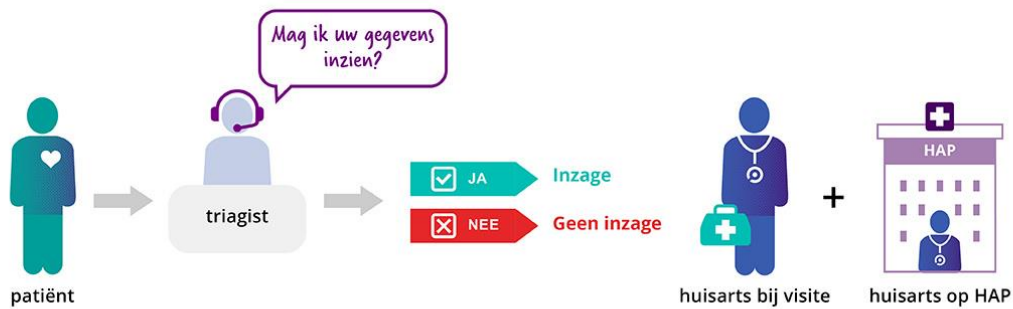 Mag ik uw gegevens
inzien?
HAP
JA
Inzage
NEE
Geen inzage
triagist
patiënt
huisarts bij visite
+
huisarts op HAP